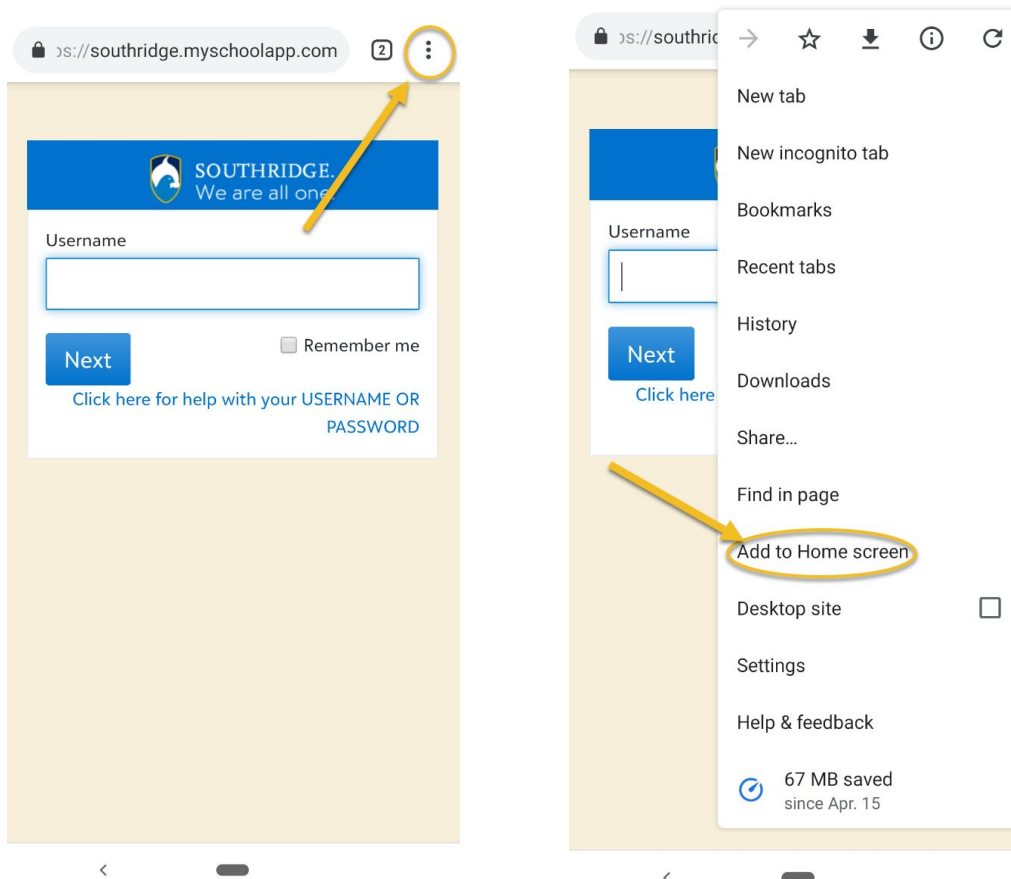 ps://southridge.myschoolapp.com
2
SOUTHRIDGE.
We are all one.
Username
Next
Remember me
Click here for help with your USERNAME OR
PASSWORD
ps://southric
New tab
New incognito tab
Bookmarks
Recent tabs
History
Downloads
Share...
Find in page
Add to Home screen
Desktop site
Settings
Help & feedback
67 MB saved
since Apr. 15
Username
Next
Click here